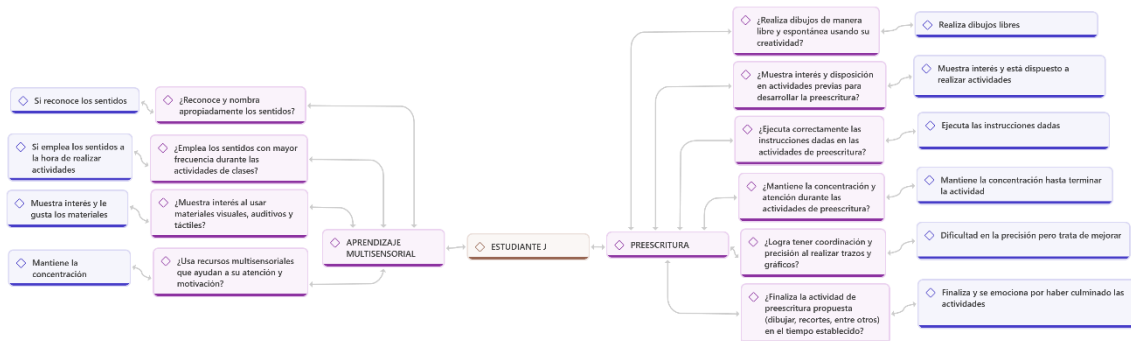 Si reconoce los sentidos
¿Reconoce y nombra
apropiadamente los sentidos?
Si emplea los sentidos a
la hora de realizar
actividades
¿Emplea los sentidos con mayor
frecuencia durante las
actividades de clases?
Muestra interés y le
gusta los materiales
¿Muestra interés al usar
materiales visuales, auditivos y
táctiles?
Mantiene la
concentración
¿Usa recursos multisensoriales
que ayudan a su atención y
motivación?
APRENDIZAJE
MULTISENSORIAL
ESTUDIANTE J
PREESCRITURA
¿Realiza dibujos de manera
libre y espontánea usando su
creatividad?
Realiza dibujos libres
¿Muestra interés y disposición
en actividades previas para
desarrollar la preescritura?
Muestra interés y está dispuesto a
realizar actividades
¿Ejecuta correctamente las
instrucciones dadas en las
actividades de preescritura?
Ejecuta las instrucciones dadas
¿Mantiene la concentración y
atención durante las
actividades de preescritura?
Mantiene la concentración hasta terminar
la actividad
¿Logra tener coordinación y
precisión al realizar trazos y
gráficos?
Dificultad en la precisión pero trata de mejorar
¿Finaliza la actividad de
preescritura propuesta
(dibujar, recortes, entre otros)
en el tiempo establecido?
Finaliza y se emociona por haber culminado las
actividades